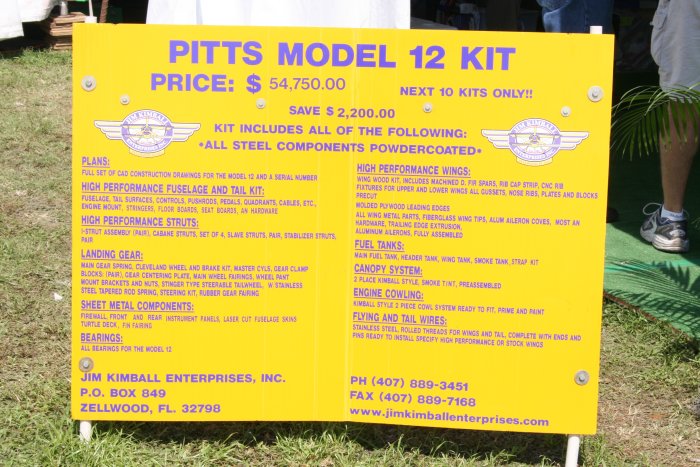 PITTS MODEL 12 KIT
PRICE: $ 54,750.00
NEXT 10 KITS ONLY!!
SAVE $ 2,200.00
KIT INCLUDES ALL OF THE FOLLOWING:
•ALL STEEL COMPONENTS POWDERCOATED•
JIM KIMBALL
ENTERPRISES, INC.
JIM KIMBALL
ENTERPRISES, INC.
PLANS:
FULL SET OF CAD CONSTRUCTION DRAWINGS FOR THE MODEL 12 AND A SERIAL NUMBER
HIGH PERFORMANCE FUSELAGE AND TAIL KIT:
FUSELAGE, TAIL SURFACES, CONTROLS, PUSHRODS, PEDALS, QUADRANTS, CABLES, ETC.,
ENGINE MOUNT, STRINGERS, FLOOR BOARDS, SEAT BOARDS, AN HARDWARE
HIGH PERFORMANCE STRUTS:
I-STRUT ASSEMBLY (PAIR), CABANE STRUTS, SET OF 4, SLAVE STRUTS, PAIR, STABILIZER STRUTS,
PAIR
LANDING GEAR:
MAIN GEAR SPRING, CLEVELAND WHEEL AND BRAKE KIT, MASTER CYLS, GEAR CLAMP
BLOCKS: (PAIR), GEAR CENTERING PLATE, MAIN WHEEL FAIRINGS, WHEEL PANT
MOUNT BRACKETS AND NUTS, STINGER TYPE STEERABLE TAILWHEEL, W/ STAINLESS
STEEL TAPERED ROD SPRING, STEERING KIT, RUBBER GEAR FAIRING
SHEET METAL COMPONENTS:
FIREWALL, FRONT AND REAR INSTRUMENT PANELS, LASER CUT FUSELAGE SKINS
TURTLE DECK, FIN FAIRING
BEARINGS:
ALL BEARINGS FOR THE MODEL 12
HIGH PERFORMANCE WINGS:
WING WOOD KIT, INCLUDES MACHINED D. FIR SPARS, RIB CAP STRIP, CNC RIB
FIXTURES FOR UPPER AND LOWER WINGS ALL GUSSETS, NOSE RIBS, PLATES AND BLOCKS
PRECUT
MOLDED PLYWOOD LEADING EDGES
ALL WING METAL PARTS, FIBERGLASS WING TIPS, ALUM AILERON COVES, MOST AN
HARDWARE, TRAILING EDGE EXTRUSION,
ALUMINUM AILERONS, FULLY ASSEMBLED
FUEL TANKS:
MAIN FUEL TANK, HEADER TANK, WING TANK, SMOKE TANK, STRAP KIT
CANOPY SYSTEM:
2 PLACE KIMBALL STYLE, SMOKE TINT, PREASSEMBLED
ENGINE COWLING:
KIMBALL STYLE 2 PIECE COWL SYSTEM READY TO FIT, PRIME AND PAINT
FLYING AND TAIL WIRES:
STAINLESS STEEL, ROLLED THREADS FOR WINGS AND TAIL, COMPLETE WITH ENDS AND
PINS READY TO INSTALL SPECIFY HIGH PERFORMANCE OR STOCK WINGS
JIM KIMBALL ENTERPRISES, INC.
P.O. BOX 849
ZELLWOOD, FL. 32798
PH (407) 889-3451
FAX (407) 889-7168
www.jimkimballenterprises.com